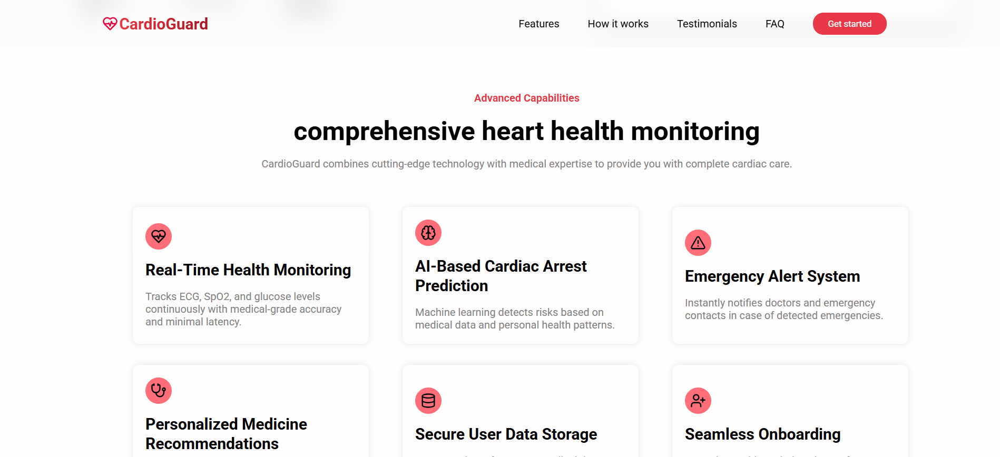 CardioGuard
Features
How it works
Testimonials
FAQ
Get started
Advanced Capabilities
comprehensive heart health monitoring
CardioGuard combines cutting-edge technology with medical expertise to provide you with complete cardiac care.
Real-Time Health Monitoring
Tracks ECG, SpO2, and glucose levels
continuously with medical-grade accuracy
and minimal latency.
AI-Based Cardiac Arrest
Prediction
Machine learning detects risks based on
medical data and personal health patterns.
Emergency Alert System
Instantly notifies doctors and emergency
contacts in case of detected emergencies.
Personalized Medicine
Recommendations
Secure User Data Storage
Seamless Onboarding